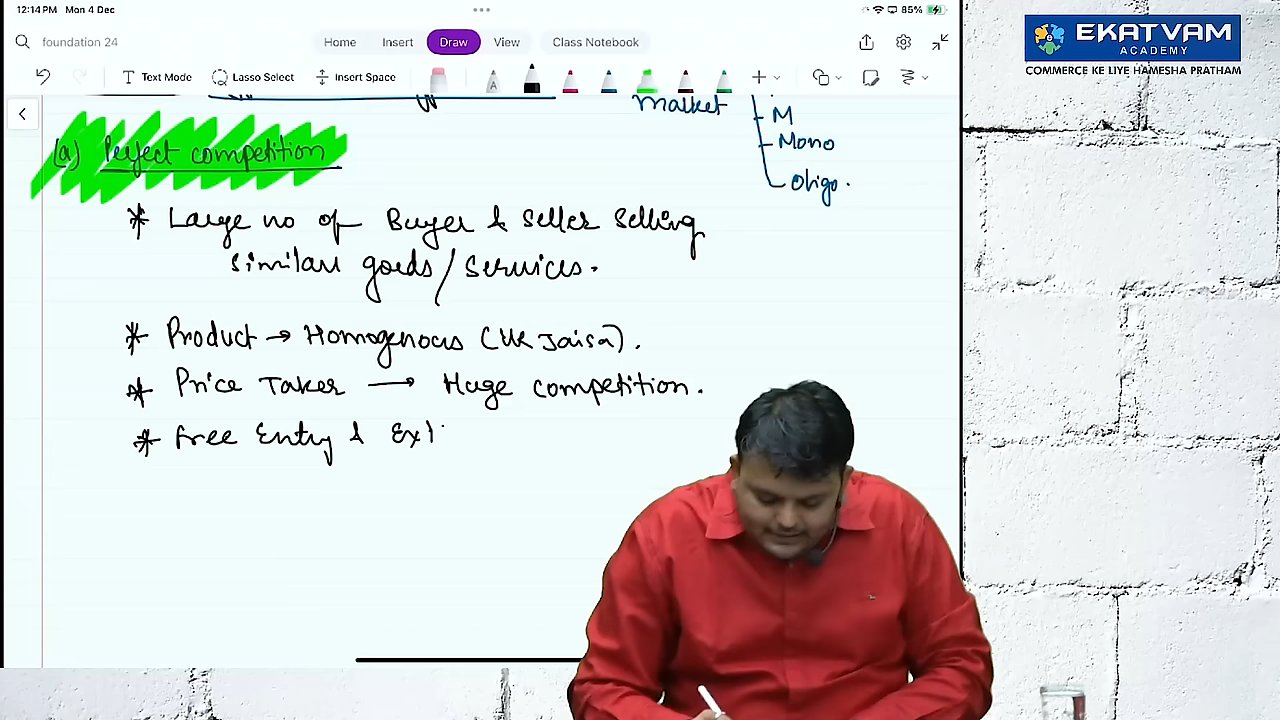 12:14 PM Mon 4 Dec
85%
foundation 24
Home Insert Draw View Class Notebook
Text Mode Lasso Select Insert Space
EKATVAM
ACADEMY
COMMERCE KE LIYE HAMESHA PRATHAM
Market
M
Mono
Oligo.
(a) Perfect competition
* Large no of Buyer & Seller Selling
similar goods/services.
* Product → Homogenous (Ek Jaisa).
* Price Taker → Huge competition.
* Free Entry & Exi